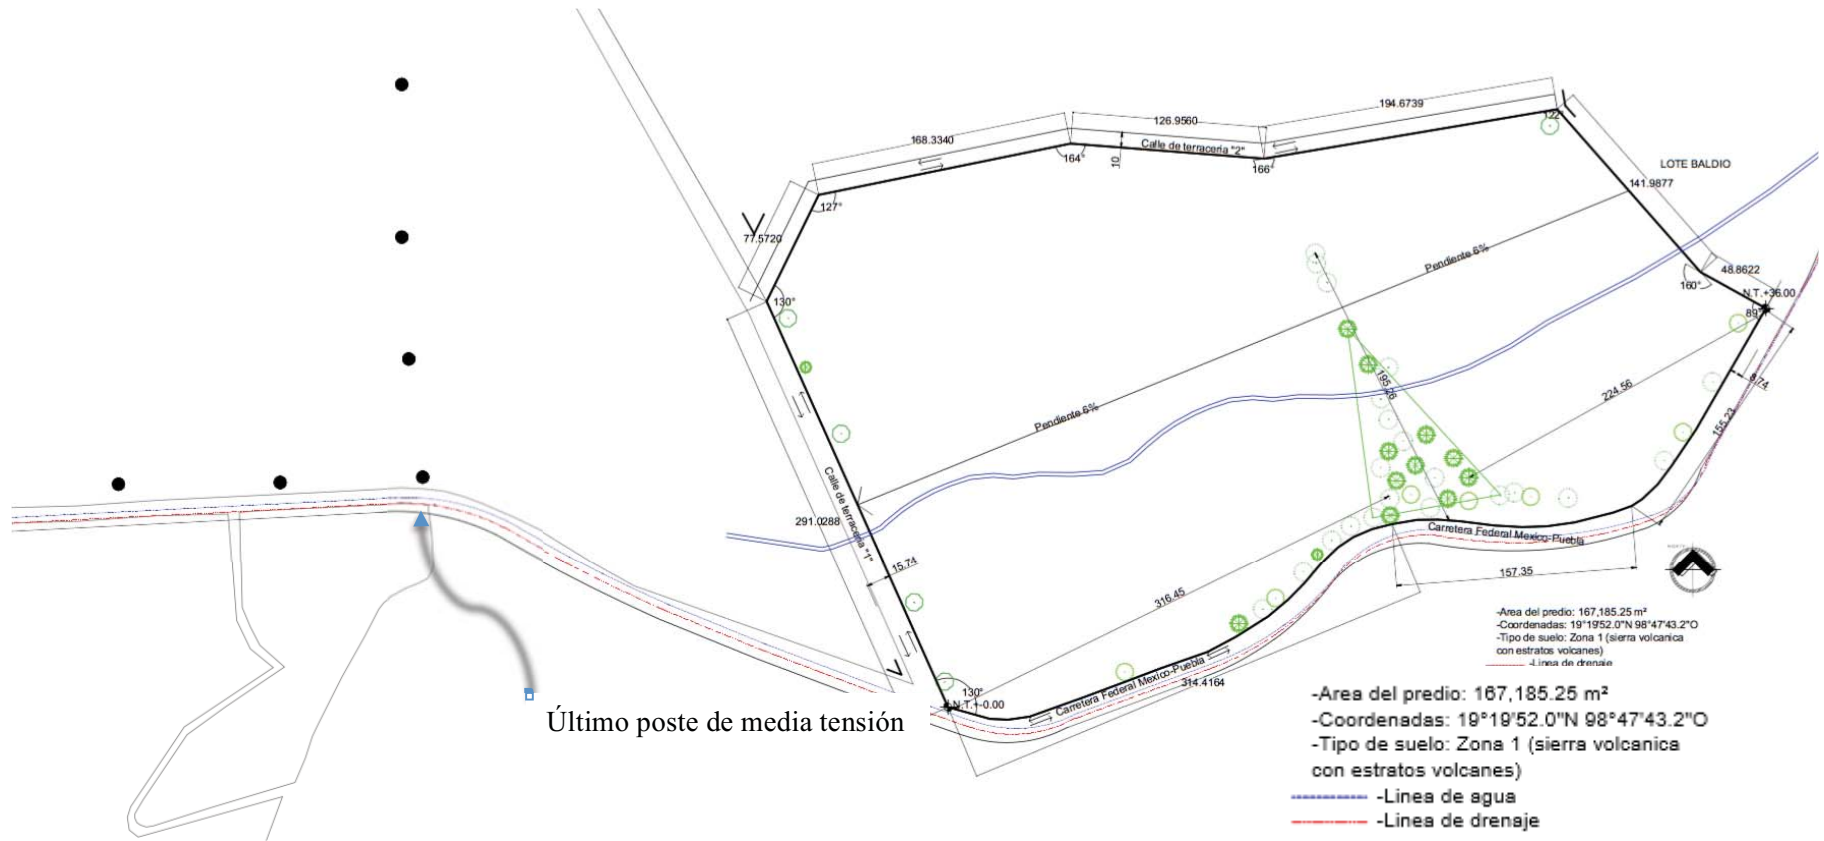 194.6739
126.9560
168.3340
122°
Calle de terraceria "2"
10
164°
166°
LOTE BALDIO
141.9877
127°
77.5720
Pendiente 6%
48.8622
160°
N.T.+36.00
130°
89°
195.26
8.74
224.56
Pendiente 6%
155.23
Calle de terraceria "1"
291.0288
Carretera Federal Mexico-Puebla
15.74
157.35
316.45
-Area del predio: 167,185.25 m²
-Coordenadas: 19°19'52.0"N 98°47'43.2"O
-Tipo de suelo: Zona 1 (sierra volcanica
con estratos volcanes)
-Linea de drenaje
Carretera Federal Mexico-Puebla
314.4164
130°
N.T.+-0.00
Último poste de media tensión
-Area del predio: 167,185.25 m²
-Coordenadas: 19°19'52.0"N 98°47'43.2"O
-Tipo de suelo: Zona 1 (sierra volcanica
con estratos volcanes)
-Linea de agua
-Linea de drenaje